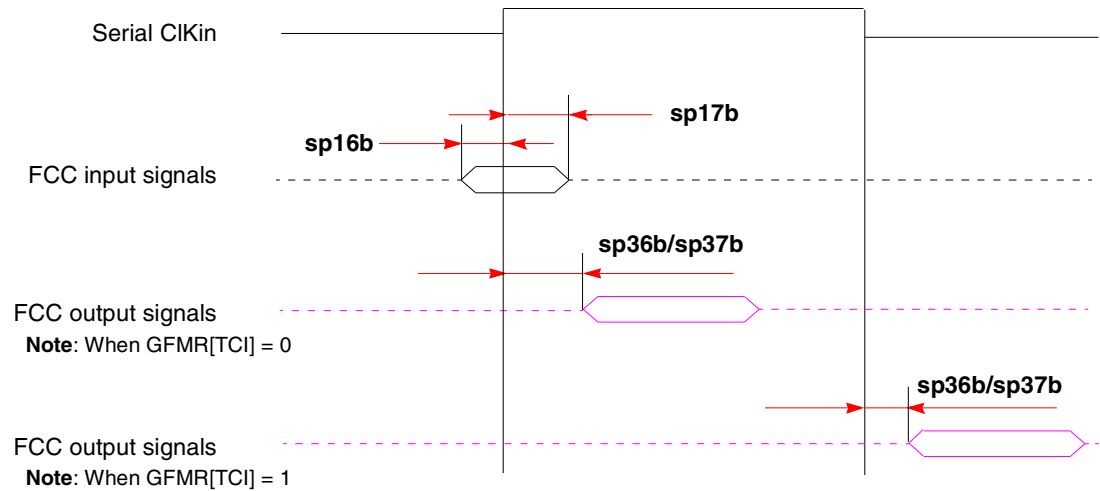 Serial ClKin
sp17b
sp16b
FCC input signals
sp36b/sp37b
FCC output signals
Note: When GFMR[TCI] = 0
sp36b/sp37b
FCC output signals
Note: When GFMR[TCI] = 1